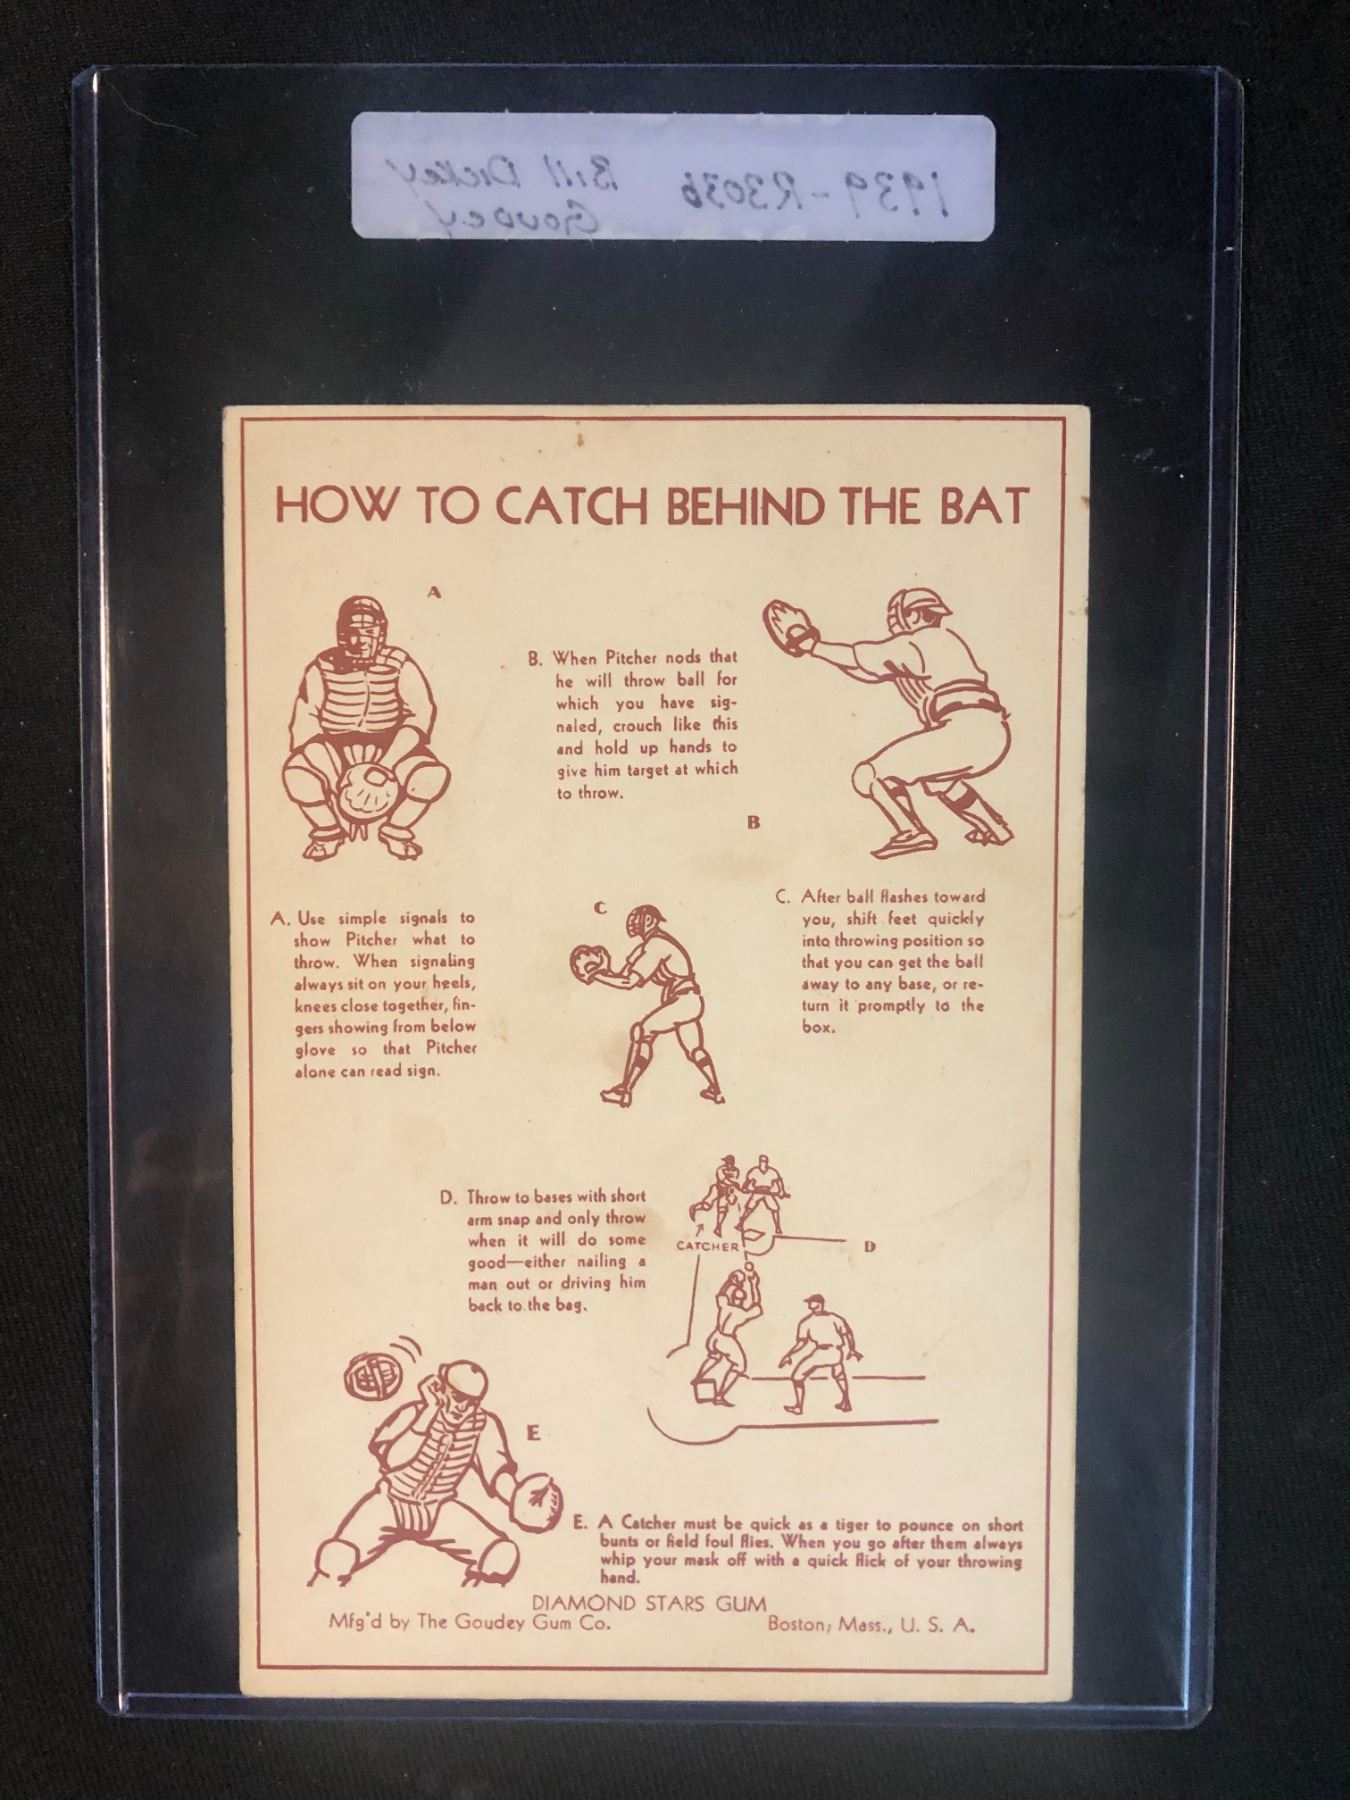 1939 - R303b Bill Dickey
Goudey
HOW TO CATCH BEHIND THE BAT
A
B. When Pitcher nods that
he will throw ball for
which you have sig-
naled, crouch like this
and hold up hands to
give him target at which
to throw.
B
A. Use simple signals to
show Pitcher what to
throw. When signaling
always sit on your heels,
knees close together, fin-
gers showing from below
glove so that Pitcher
alone can read sign.
C
C. After ball flashes toward
you, shift feet quickly
into throwing position so
that you can get the ball
away to any base, or re-
turn it promptly to the
box.
D. Throw to bases with short
arm snap and only throw
when it will do some
good—either nailing a
man out or driving him
back to the bag.
CATCHER
D
E
E. A Catcher must be quick as a tiger to pounce on short
bunts or field foul flies. When you go after them always
whip your mask off with a quick flick of your throwing
hand.
DIAMOND STARS GUM
Mfg'd by The Goudey Gum Co. Boston, Mass., U. S. A.